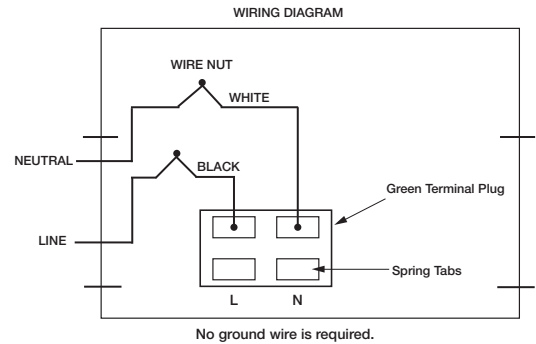 WIRING DIAGRAM
WIRE NUT
WHITE
NEUTRAL
BLACK
Green Terminal Plug
LINE
Spring Tabs
L N
No ground wire is required.